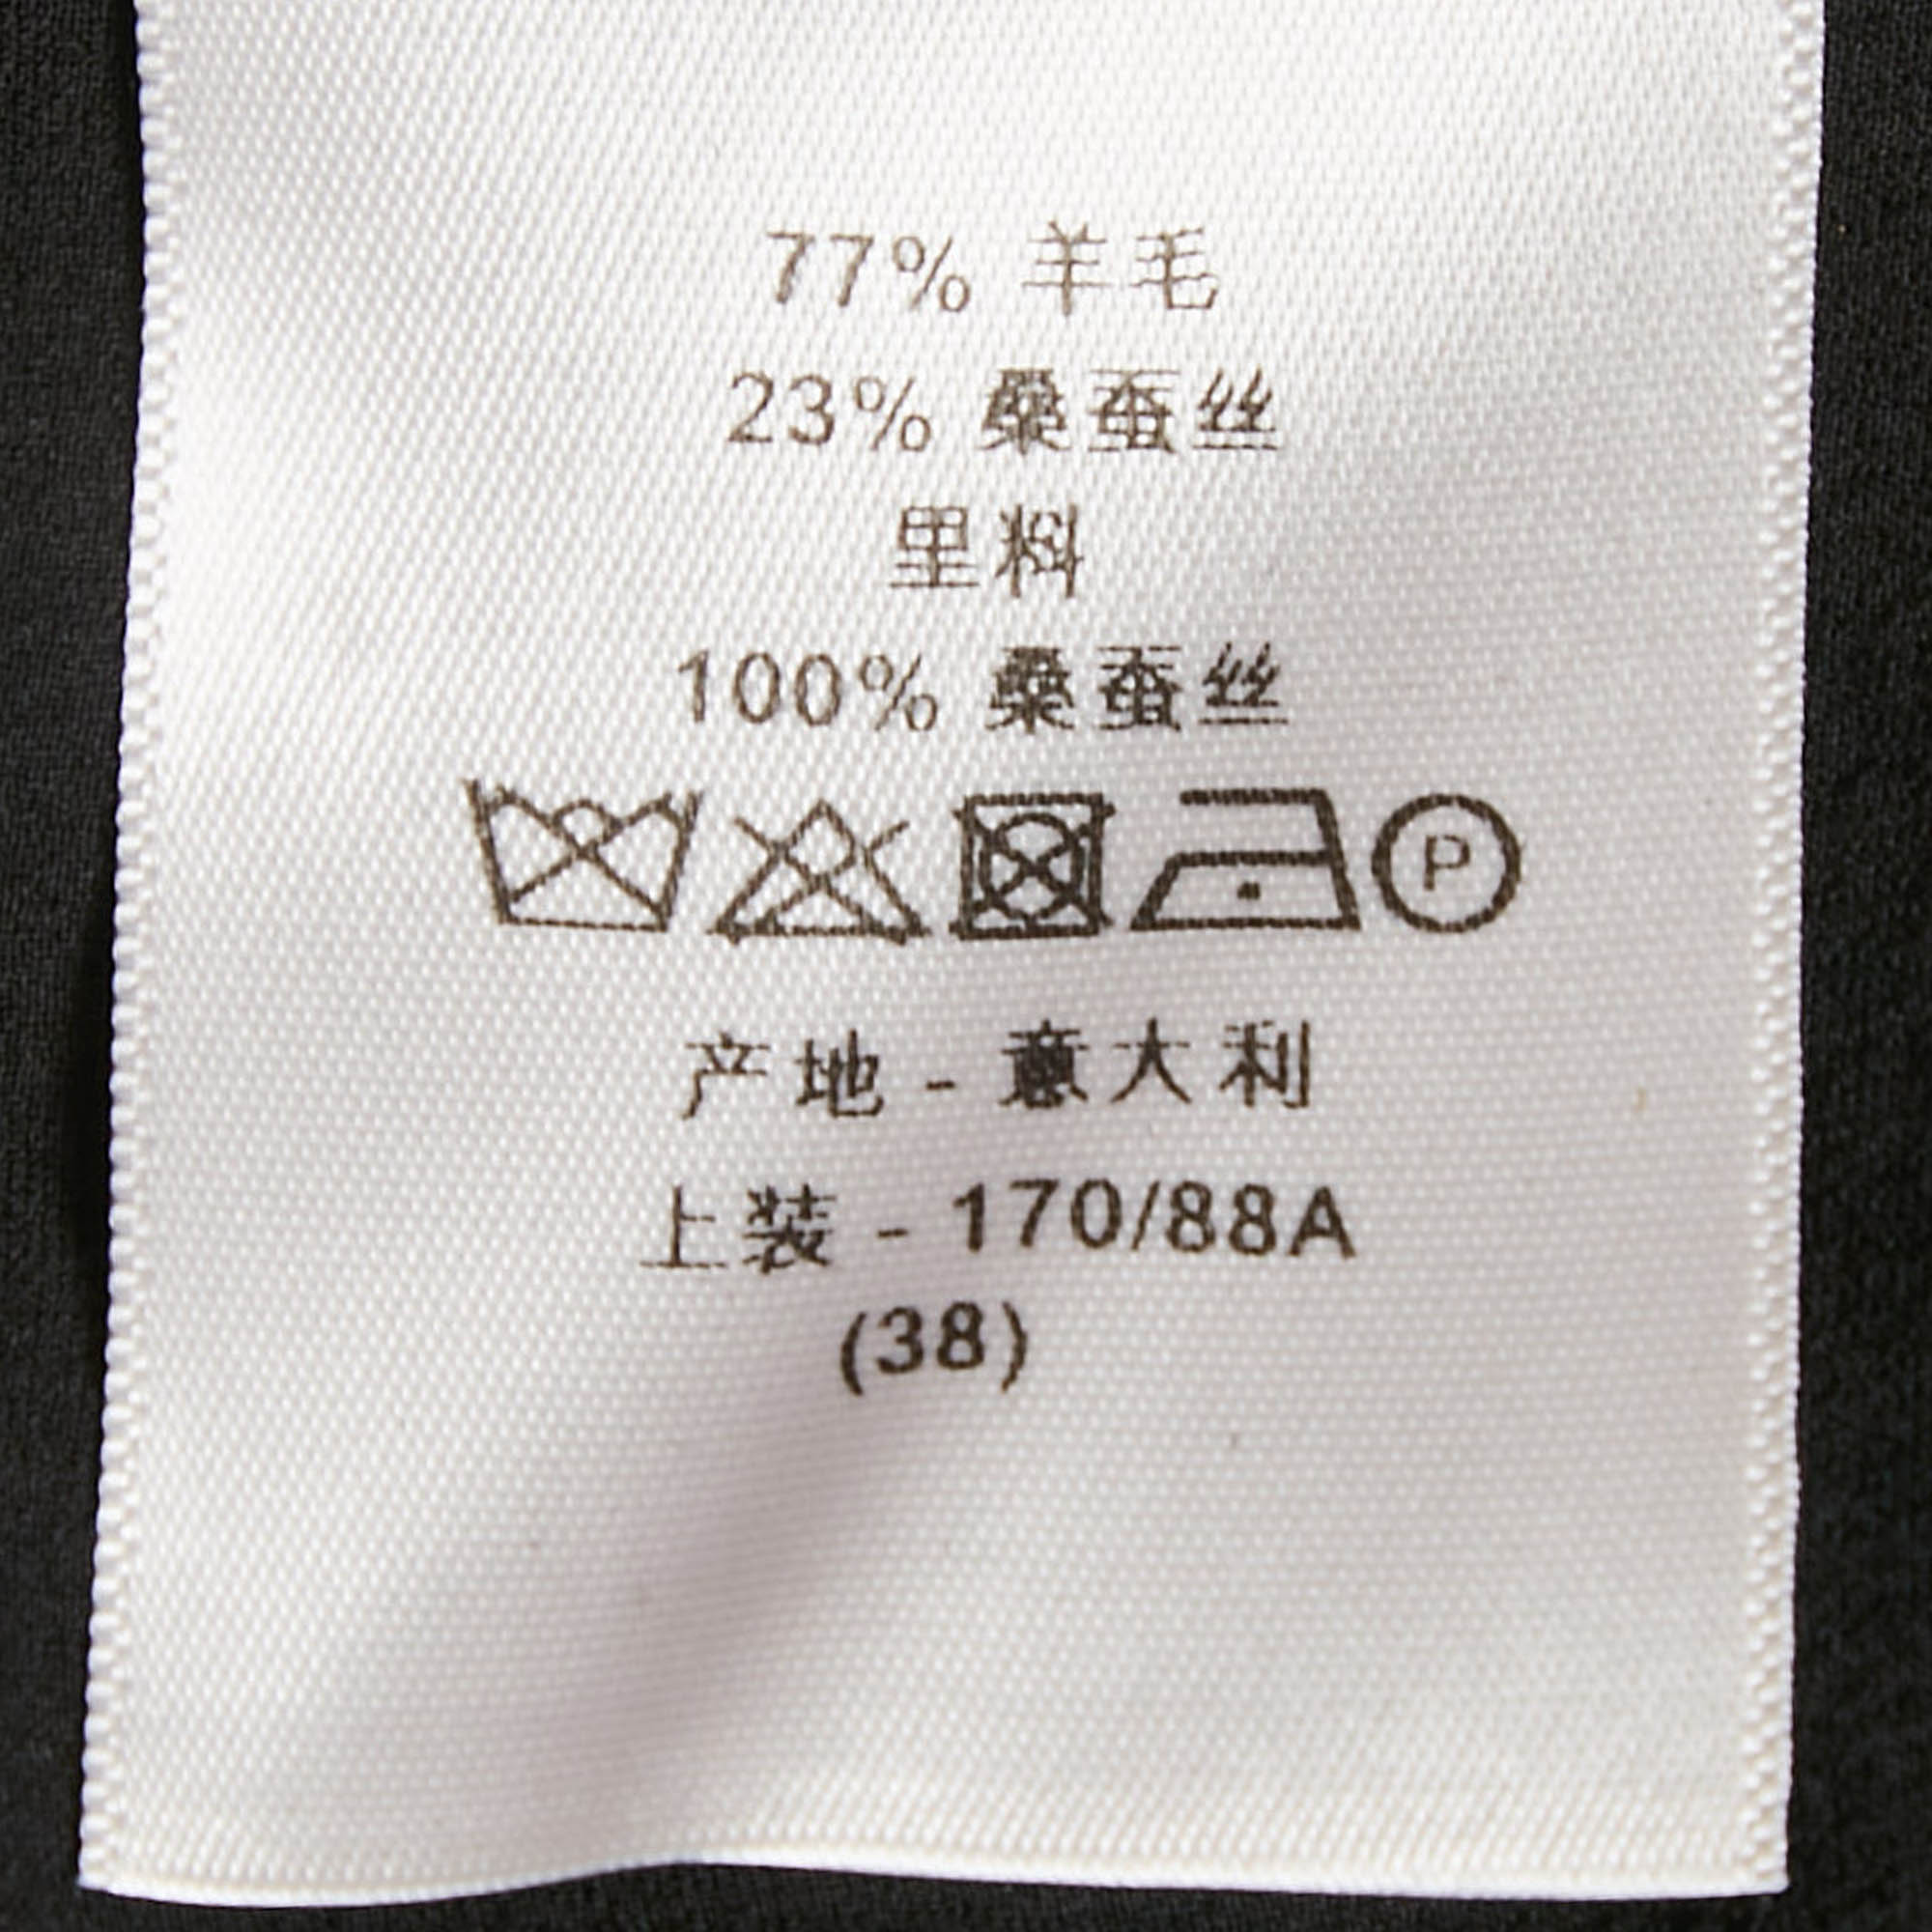 77% 羊毛
23% 桑蚕丝
里料
100% 桑蚕丝
P
产地 - 意大利
上装 - 170/88A
(38)